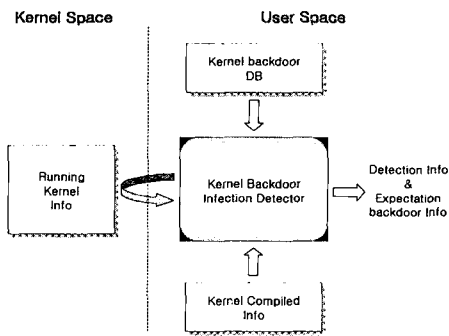 Kernel Space
User Space
Kernel backdoor
DB
Running
Kernel
Info
Kernel Backdoor
Infection Detector
Detection Info
&
Expectation
backdoor Info
Kernel Compiled
Info